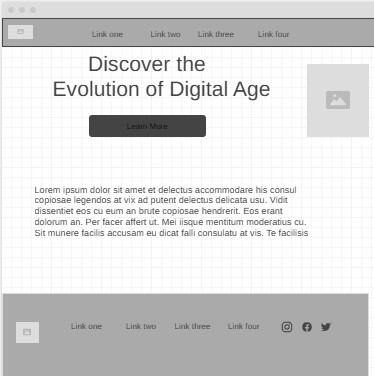 Link one Link two Link three Link four
Discover the
Evolution of Digital Age
Learn More
Lorem ipsum dolor sit amet et delectus accommodare his consul
copiosae legendos at vix ad putent delectus delicata usu. Vidit
dissentiet eos cu eum an brute copiosae hendrerit. Eos erant
dolorum an. Per facer affert ut. Mei iisque mentitum moderatius cu.
Sit munere facilis accusam eu dicat falli consulatu at vis. Te facilisis
Link one Link two Link three Link four